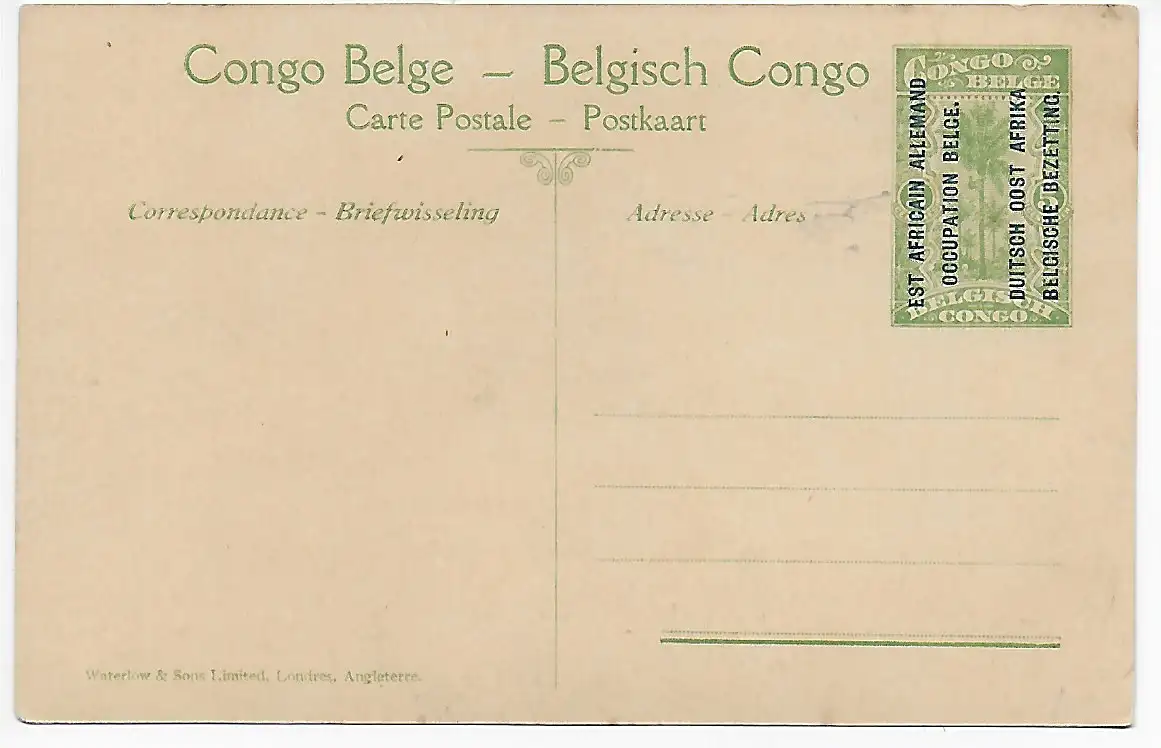 Congo Belge – Belgisch Congo
Carte Postale – Postkaart
Correspondance – Briefwisseling
Adresse – Adres
CONGO
BELGE
EST AFRICAIN ALLEMAND
OCCUPATION BELGE.
DUITSCH OOST AFRIKA
BELGISCHE BEZETTING.
5
BELGISCH
CONGO
Waterlow & Sons Limited, Londres, Angleterre.